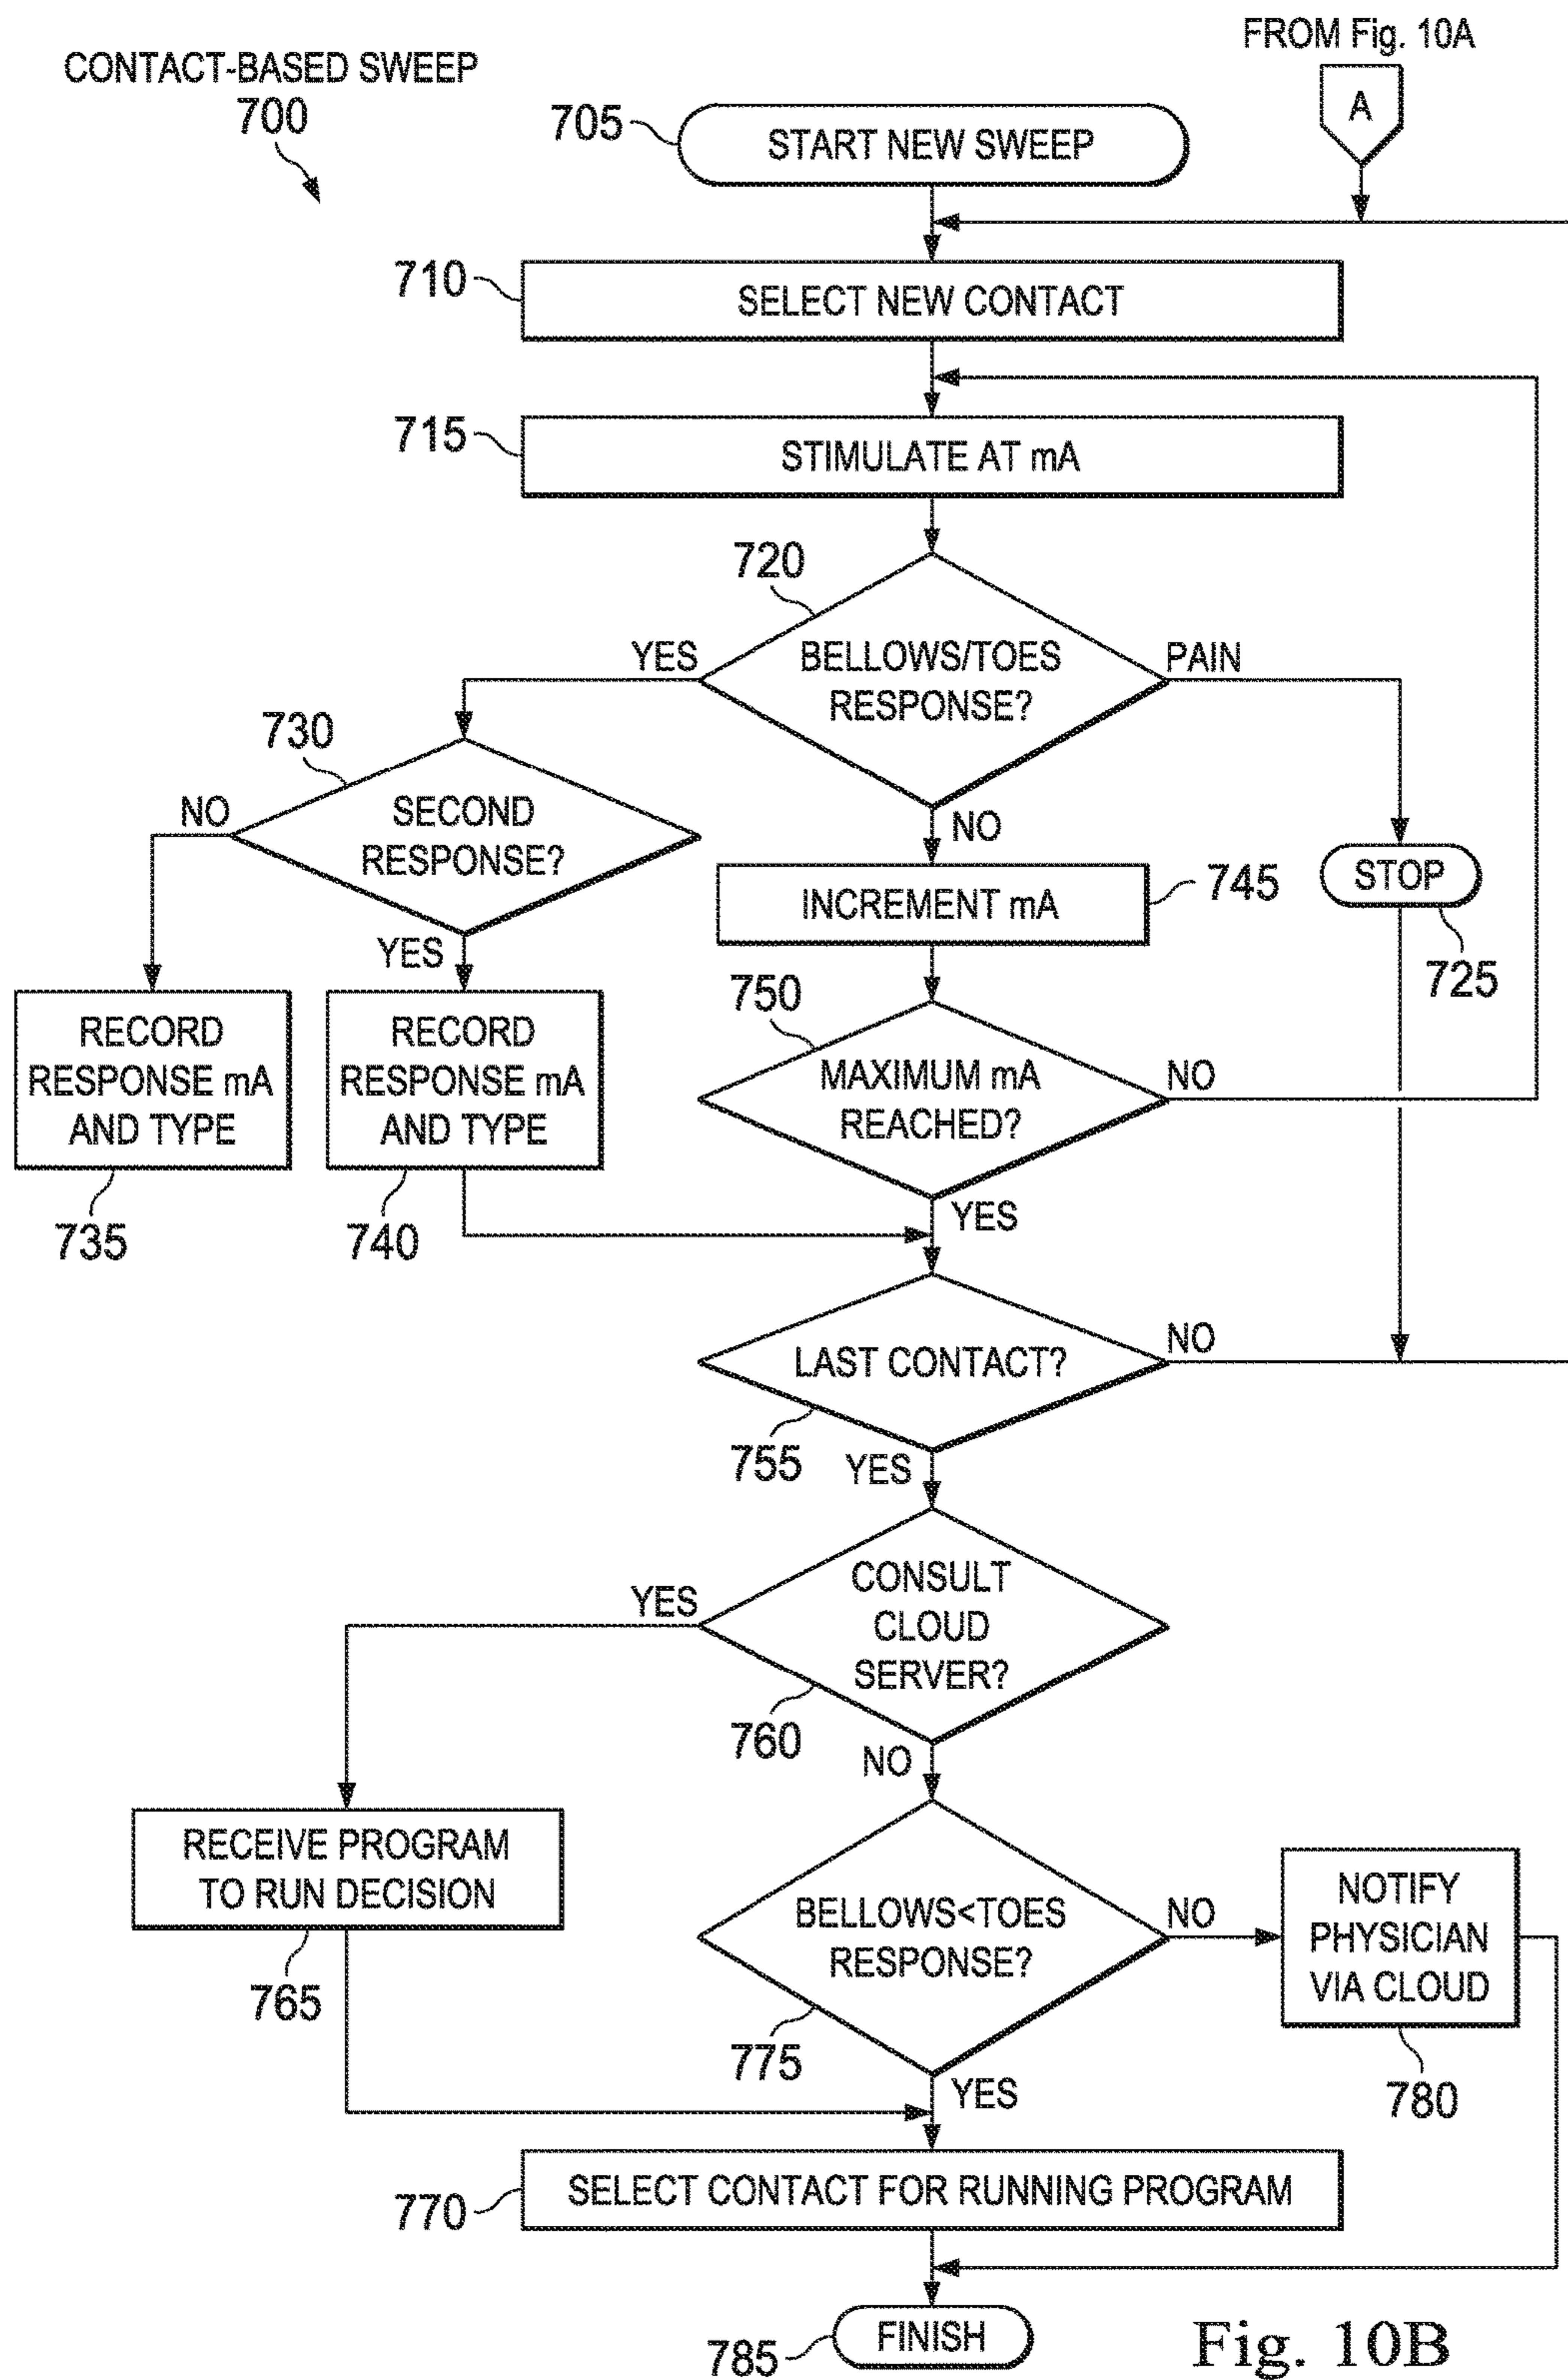 FROM Fig. 10A
CONTACT-BASED SWEEP
700
A
705
START NEW SWEEP
710
SELECT NEW CONTACT
715
STIMULATE AT mA
720
YES
BELLOWS/TOES
RESPONSE?
PAIN
730
NO
SECOND
RESPONSE?
YES
NO
INCREMENT mA
745
STOP
725
RECORD
RESPONSE mA
AND TYPE
735
RECORD
RESPONSE mA
AND TYPE
740
750
MAXIMUM mA
REACHED?
NO
YES
LAST CONTACT?
NO
755
YES
CONSULT
CLOUD
SERVER?
YES
760
NO
RECEIVE PROGRAM
TO RUN DECISION
765
BELLOWS<TOES
RESPONSE?
NO
775
YES
NOTIFY
PHYSICIAN
VIA CLOUD
780
SELECT CONTACT FOR RUNNING PROGRAM
770
FINISH
785
Fig. 10B